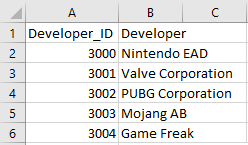 A B C
1 Developer_ID Developer
2 3000 Nintendo EAD
3 3001 Valve Corporation
4 3002 PUBG Corporation
5 3003 Mojang AB
6 3004 Game Freak